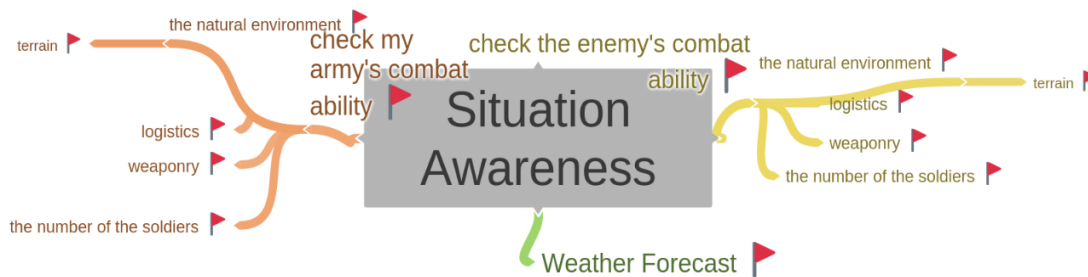 the natural environment
terrain
check my
army's combat
ability
logistics
weaponry
the number of the soldiers
Situation
Awareness
check the enemy's combat
ability
the natural environment
terrain
logistics
weaponry
the number of the soldiers
Weather Forecast